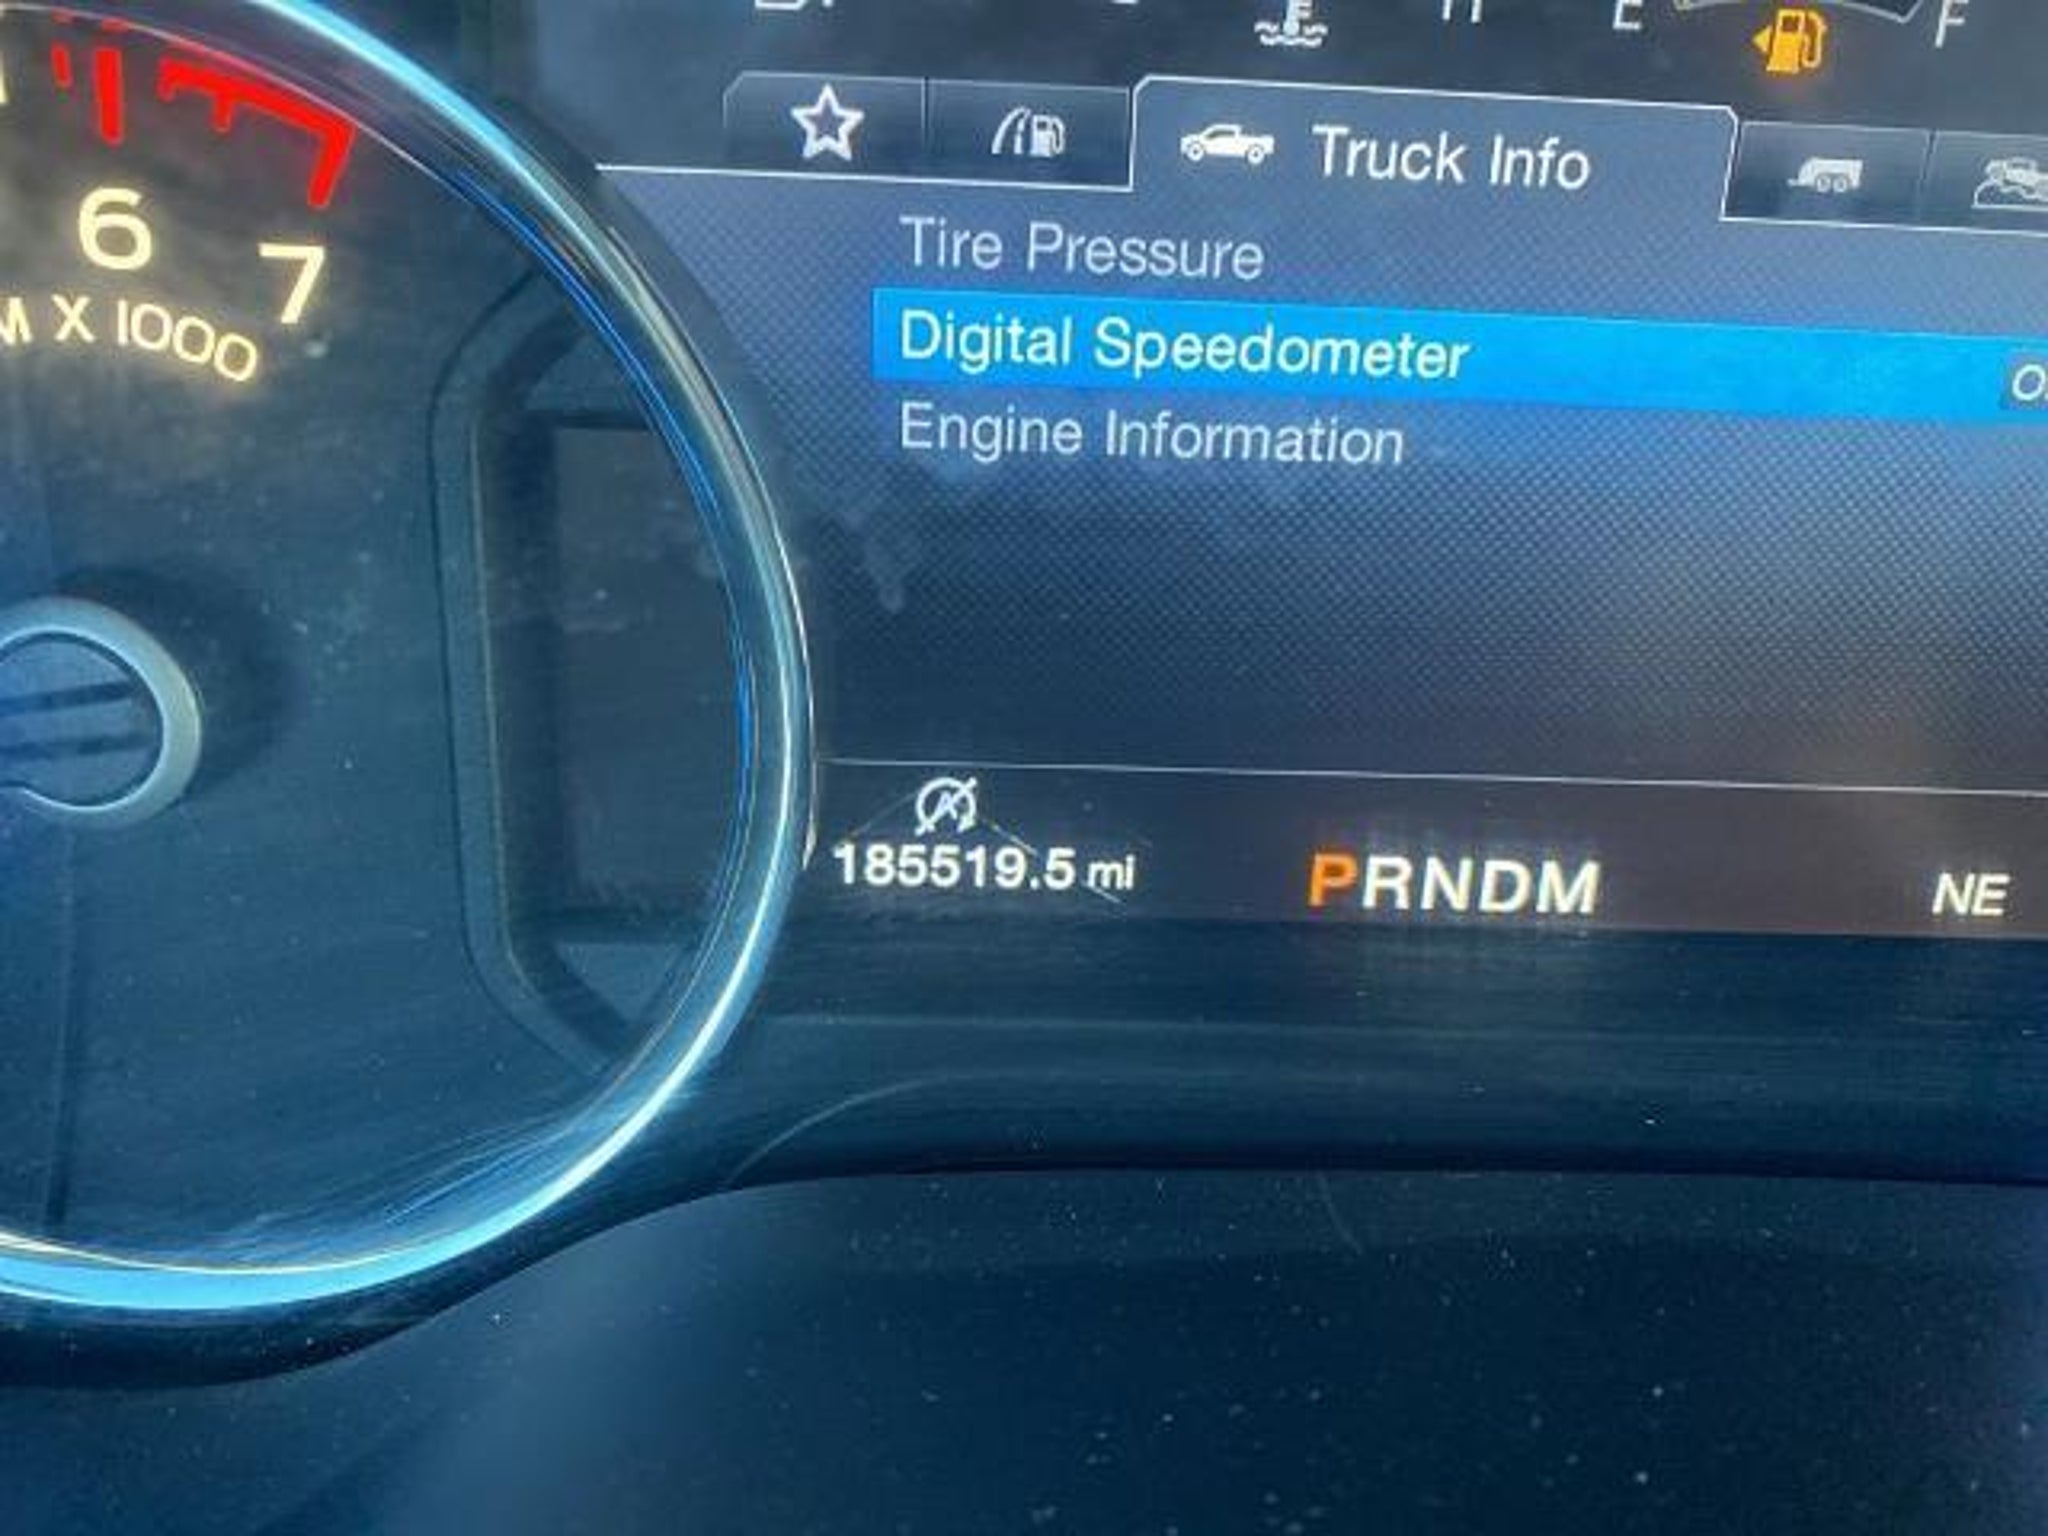 E F
Truck Info
Tire Pressure
Digital Speedometer
Engine Information
6
7
X 1000
185519.5 mi
PRNDM
NE